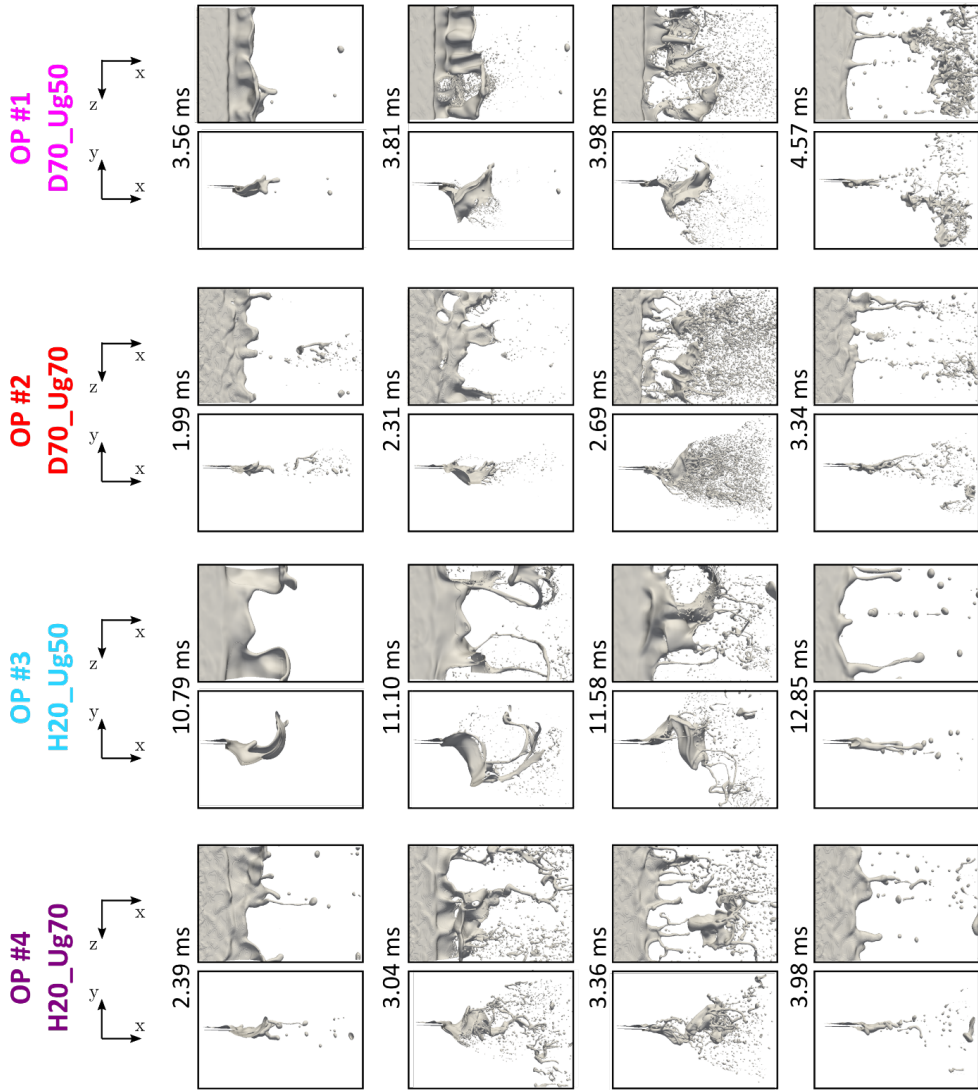 OP #1
D70_Ug50
x
z
y
x
3.56 ms
3.81 ms
3.98 ms
4.57 ms
OP #2
D70_Ug70
x
z
y
x
1.99 ms
2.31 ms
2.69 ms
3.34 ms
OP #3
H20_Ug50
x
z
y
x
10.79 ms
11.10 ms
11.58 ms
12.85 ms
OP #4
H20_Ug70
x
z
y
x
2.39 ms
3.04 ms
3.36 ms
3.98 ms